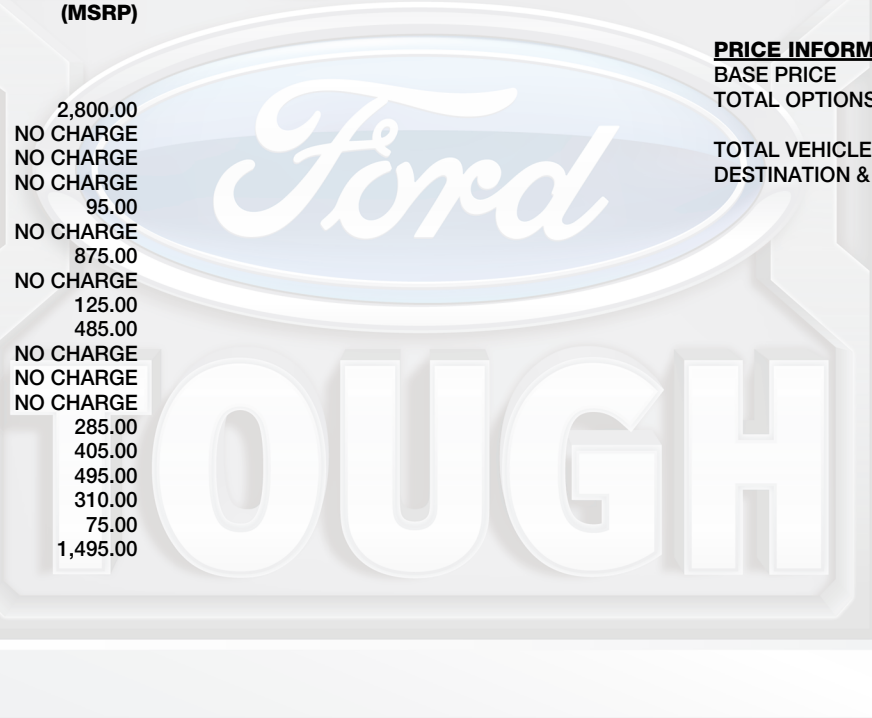 (MSRP)
2,800.00
NO CHARGE
NO CHARGE
NO CHARGE
95.00
NO CHARGE
875.00
NO CHARGE
125.00
485.00
NO CHARGE
NO CHARGE
NO CHARGE
285.00
405.00
495.00
310.00
75.00
1,495.00
PRICE INFORM
BASE PRICE
TOTAL OPTIONS
TOTAL VEHICLE
DESTINATION &
Ford
TOUGH